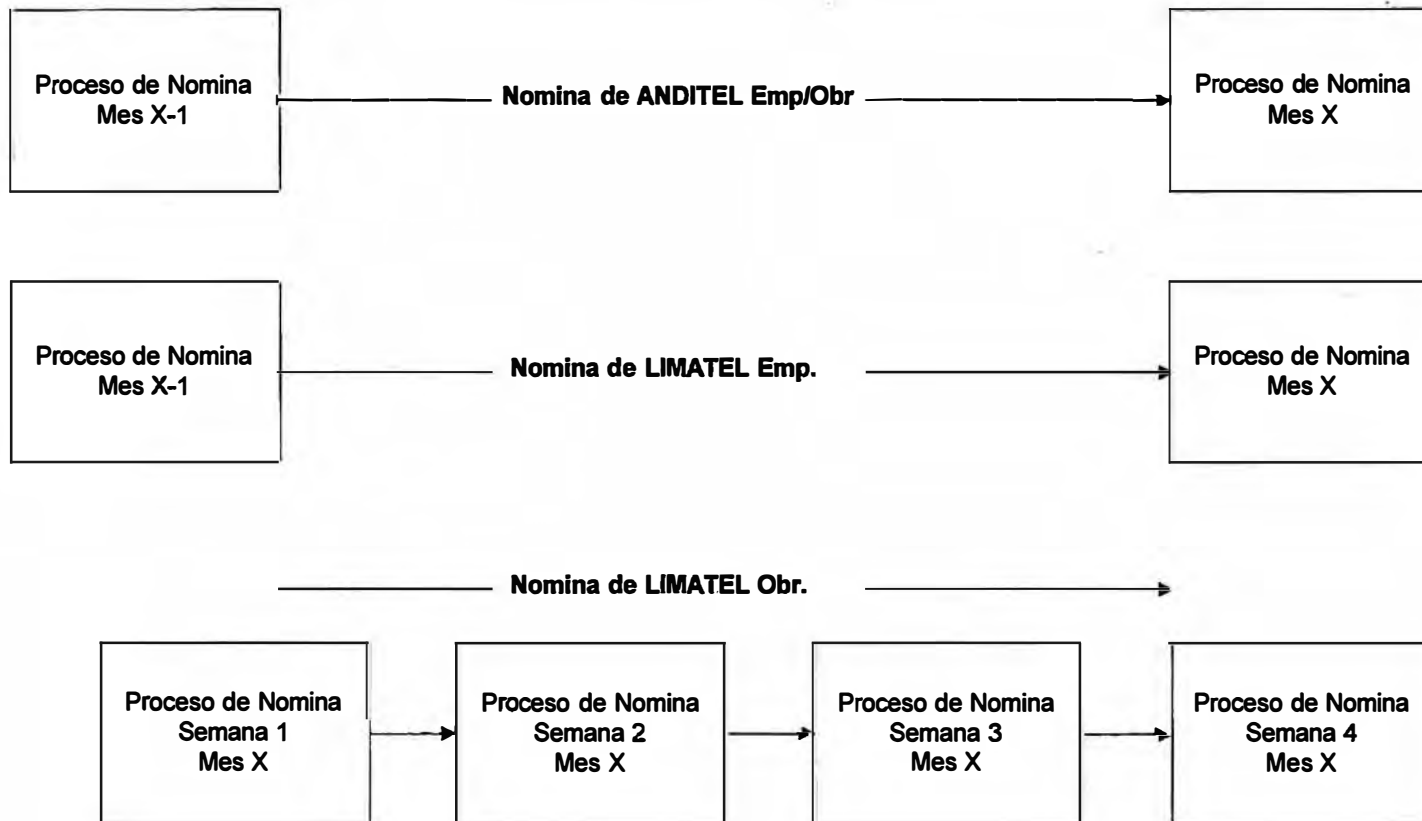 Proceso de Nomina
Mes X-1
Nomina de ANDITEL Emp/Obr
Proceso de Nomina
Mes X
Proceso de Nomina
Mes X-1
Nomina de LIMATEL Emp.
Proceso de Nomina
Mes X
Nomina de LIMATEL Obr.
Proceso de Nomina
Semana 1
Mes X
Proceso de Nomina
Semana 2
Mes X
Proceso de Nomina
Semana 3
Mes X
Proceso de Nomina
Semana 4
Mes X